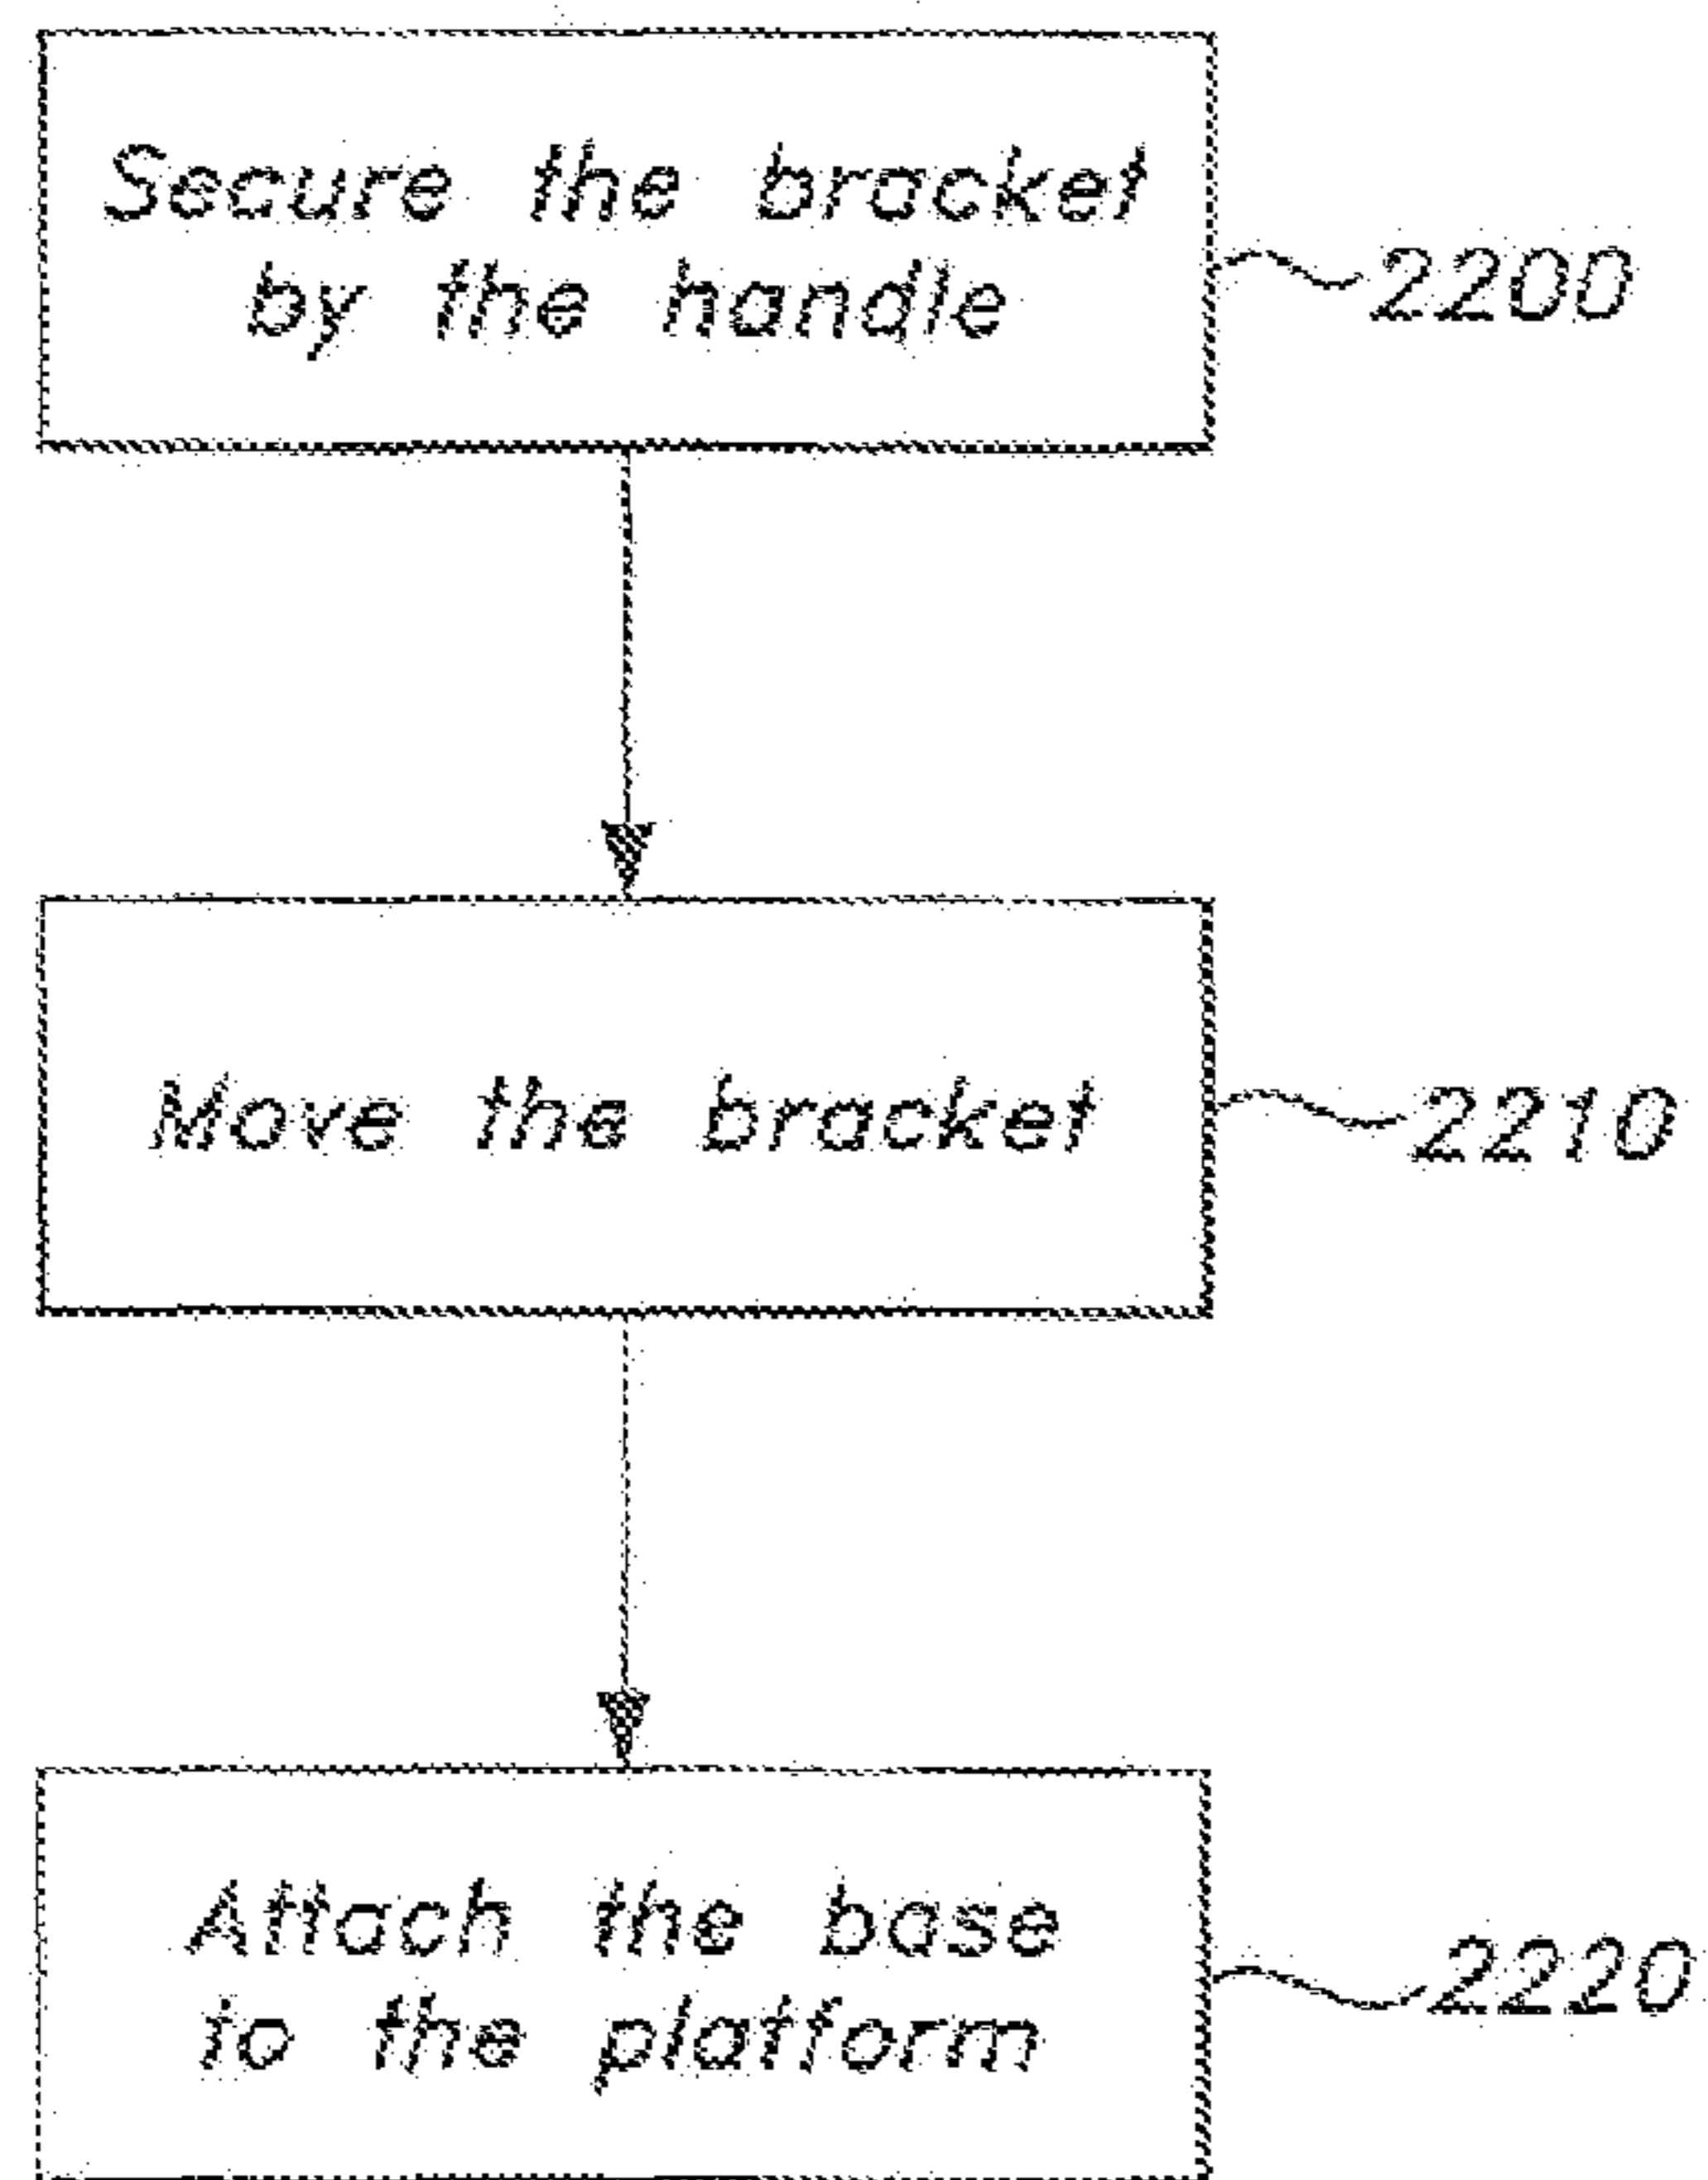 Secure the bracket
by the handle
2200
Move the bracket
2210
Attach the base
to the platform
2220